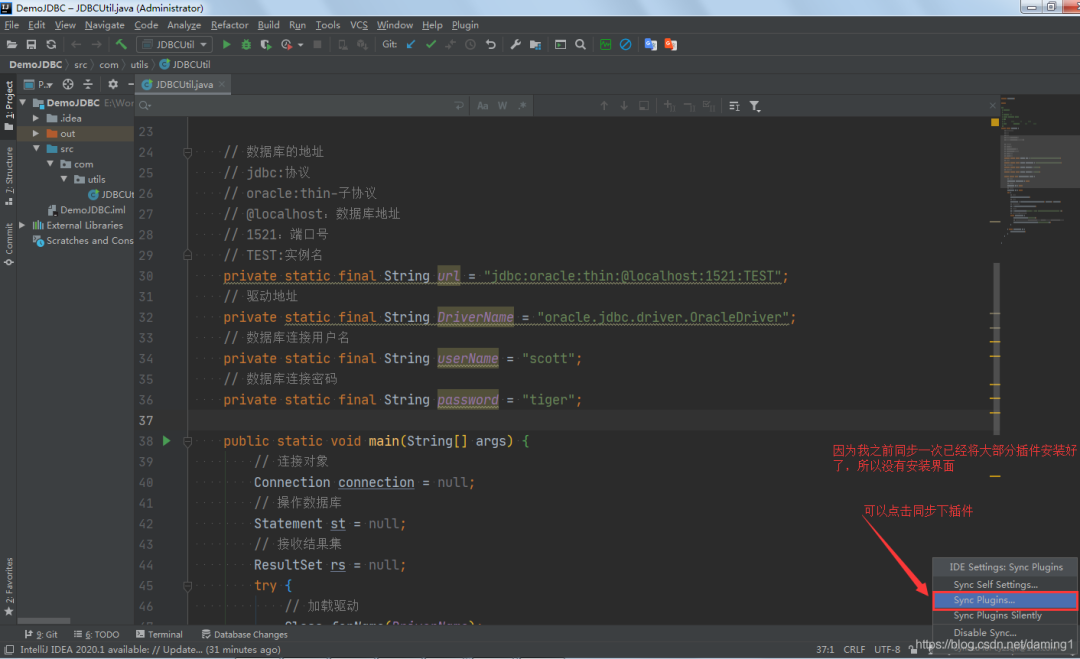 DemoJDBC – JDBCUtil.java (Administrator)
File Edit View Navigate Code Analyze Refactor Build Run Tools VCS Window Help Plugin
JDBCUtil Git:
DemoJDBC src com utils JDBCUtil
P.. JDBCUtil.java
1: Project
DemoJDBC E:\Wor
.idea
out
src
com
utils
JDBCUt
DemoJDBC.iml
External Libraries
Scratches and Cons
7: Structure
Commit
2: Favorites
Aa W .*
23
24 // 数据库的地址
25 // jdbc:协议
26 // oracle:thin-子协议
27 // @localhost：数据库地址
28 // 1521：端口号
29 // TEST:实例名
30 private static final String url = "jdbc:oracle:thin:@localhost:1521:TEST";
31 // 驱动地址
32 private static final String DriverName = "oracle.jdbc.driver.OracleDriver";
33 // 数据库连接用户名
34 private static final String userName = "scott";
35 // 数据库连接密码
36 private static final String password = "tiger";
37
38 public static void main(String[] args) {
39 // 连接对象
40 Connection connection = null;
41 // 操作数据库
42 Statement st = null;
43 // 接收结果集
44 ResultSet rs = null;
45 try {
46 // 加载驱动
Class.forName(DriverName);
因为我之前同步一次已经将大部分插件安装好
了，所以没有安装界面
可以点击同步下插件
IDE Settings: Sync Plugins
Sync Self Settings...
Sync Plugins...
Sync Plugins Silently
Disable Sync...
9: Git 6: TODO Terminal Database Changes
IntelliJ IDEA 2020.1 available: // Update... (31 minutes ago) 37:1 CRLF UTF-8
https://blog.csdn.net/daming1